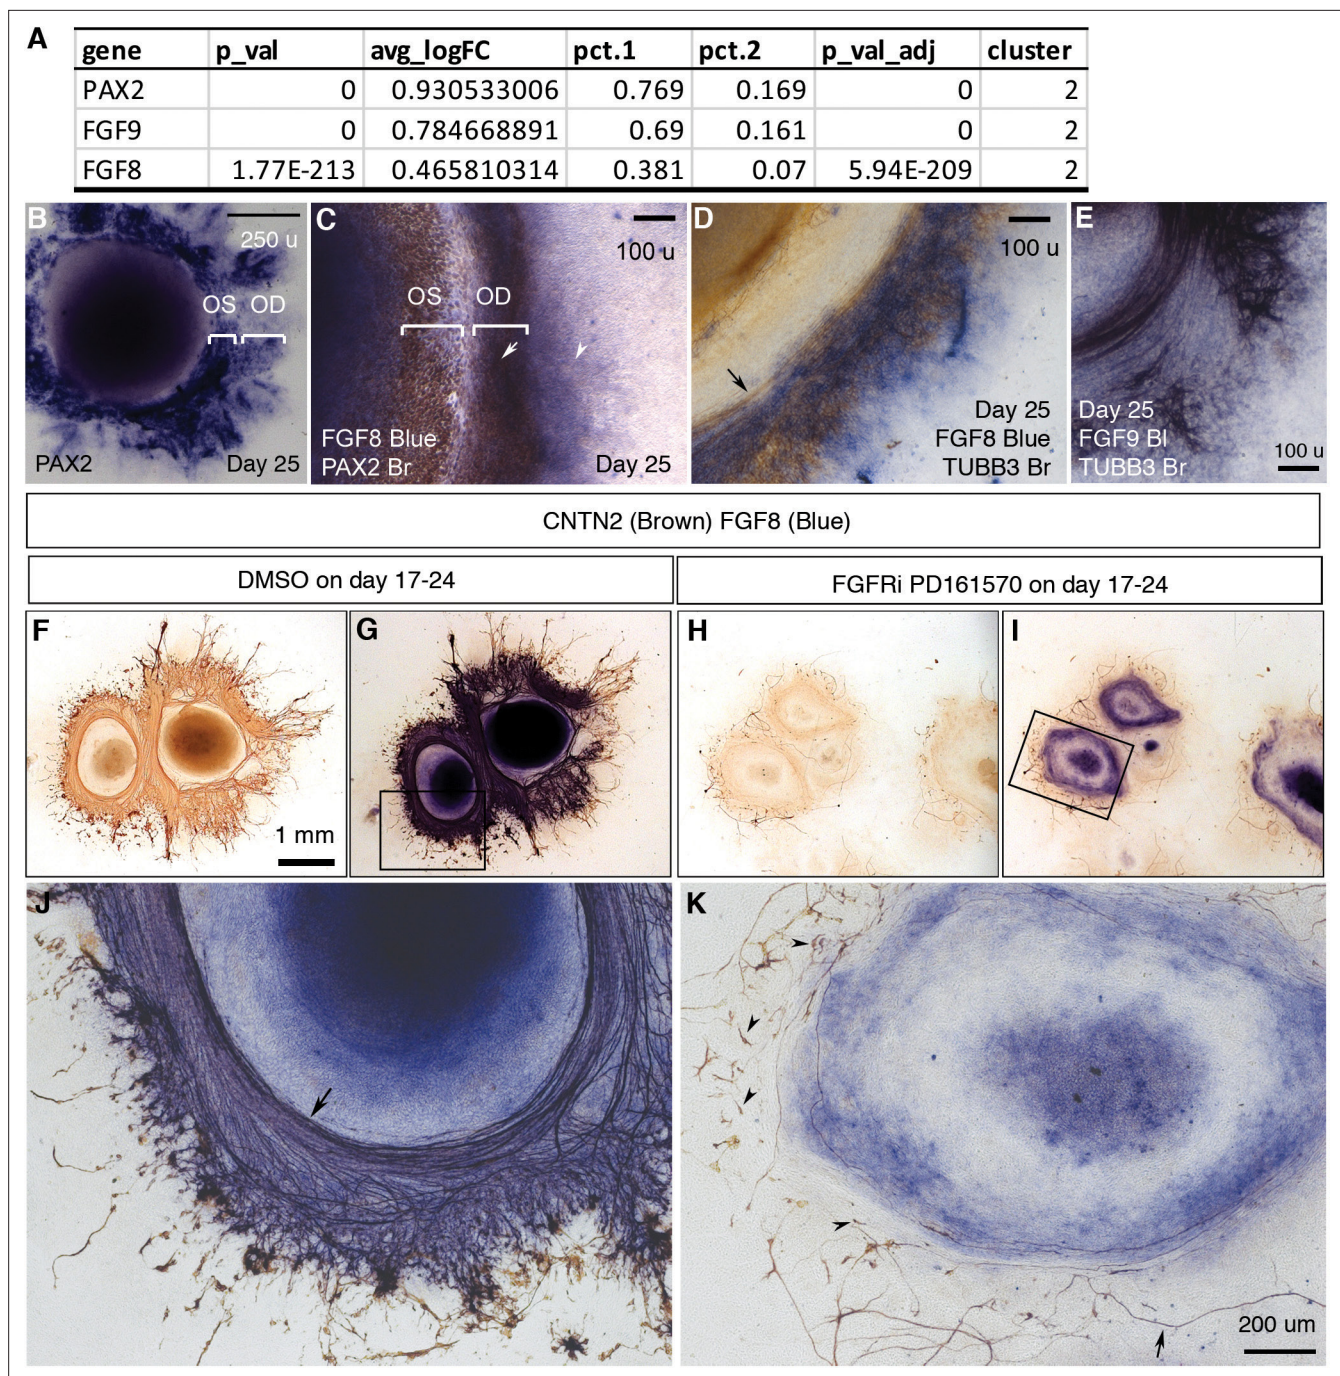 A
gene p_val avg_logFC pct.1 pct.2 p_val_adj cluster
PAX2 0 0.930533006 0.769 0.169 0 2
FGF9 0 0.784668891 0.69 0.161 0 2
FGF8 1.77E-213 0.465810314 0.381 0.07 5.94E-209 2
B
250 u
OS OD
PAX2 Day 25
C
100 u
OS OD
FGF8 Blue
PAX2 Br Day 25
D
100 u
Day 25
FGF8 Blue
TUBB3 Br
E
Day 25
FGF9 Bl
TUBB3 Br
100 u
CNTN2 (Brown) FGF8 (Blue)
DMSO on day 17-24
FGFRi PD161570 on day 17-24
F
1 mm
G
H
I
J
K
200 um